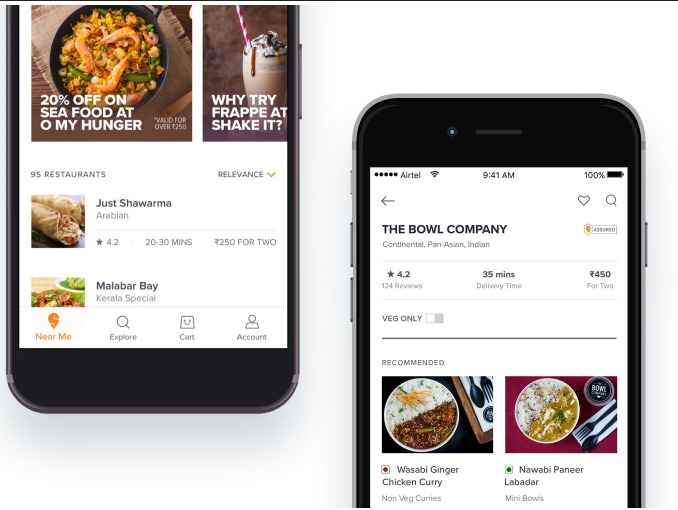 20% OFF ON
SEA FOOD AT
O MY HUNGER
*VALID FOR
OVER ₹250
WHY TRY
FRAPPE AT
SHAKE IT?
95 RESTAURANTS
RELEVANCE
Just Shawarma
Arabian
★ 4.2 · 20-30 MINS ₹250 FOR TWO
Malabar Bay
Kerala Special
Near Me
Explore
Cart
Account
Airtel 9:41 AM 100%
THE BOWL COMPANY
ASSURED
Continental, Pan-Asian, Indian
★ 4.2 35 mins ₹450
124 Reviews Delivery Time For Two
VEG ONLY
RECOMMENDED
THE
BOWL
COMPANY
Wasabi Ginger
Chicken Curry
Non Veg Curries
Nawabi Paneer
Labadar
Mini Bowls